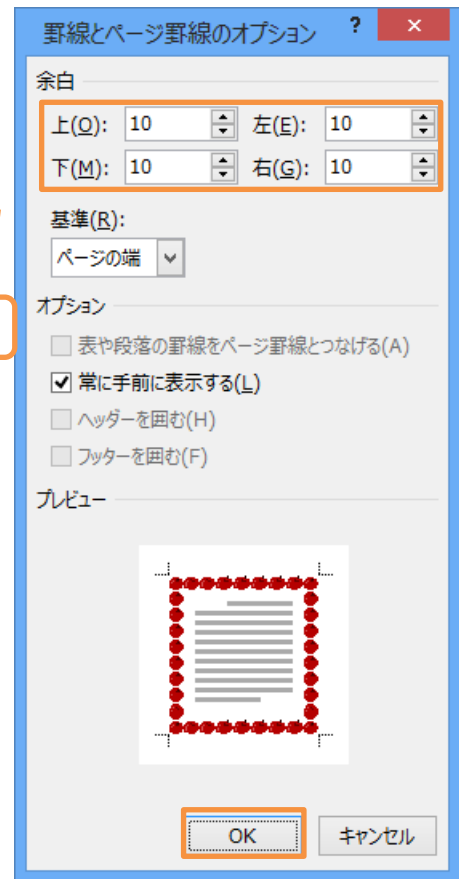 罫線とページ罫線のオプション ? ×
余白
上(O): 10 左(E): 10
下(M): 10 右(G): 10
基準(R):
ページの端
オプション
表や段落の罫線をページ罫線とつなげる(A)
常に手前に表示する(L)
ヘッダーを囲む(H)
フッターを囲む(F)
プレビュー
OK キャンセル